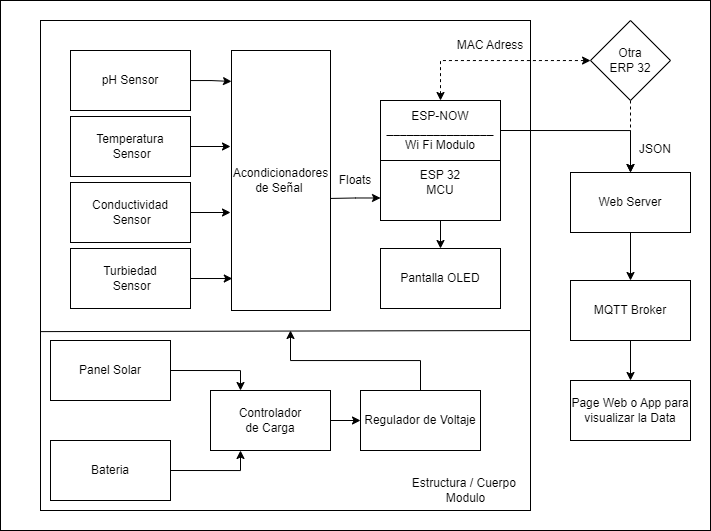 MAC Adress
Otra
ERP 32
pH Sensor
Temperatura
Sensor
Conductividad
Sensor
Turbiedad
Sensor
Acondicionadores
de Señal
Floats
ESP-NOW
Wi Fi Modulo
ESP 32
MCU
Pantalla OLED
JSON
Web Server
MQTT Broker
Page Web o App para
visualizar la Data
Panel Solar
Bateria
Controlador
de Carga
Regulador de Voltaje
Estructura / Cuerpo
Modulo